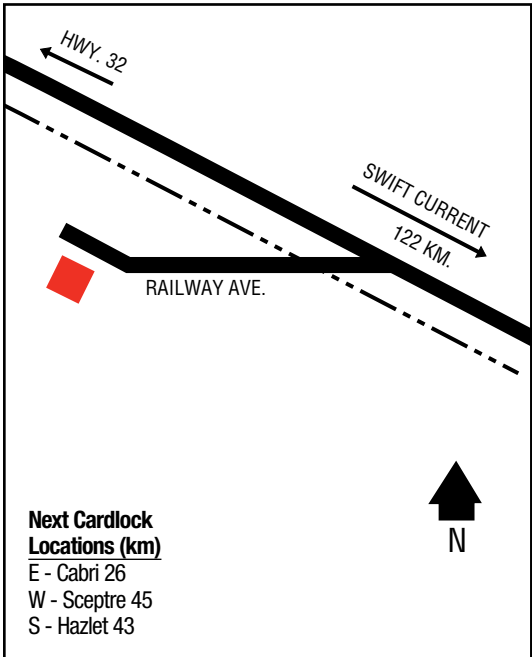 HWY. 32
SWIFT CURRENT
122 KM.
RAILWAY AVE.
N
Next Cardlock
Locations (km)
E - Cabri 26
W - Sceptre 45
S - Hazlet 43